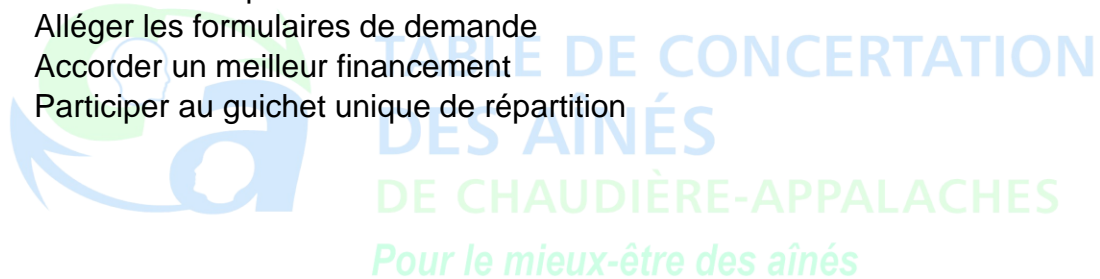 Alléger les formulaires de demande
Accorder un meilleur financement
Participer au guichet unique de répartition
TABLE DE CONCERTATION
DES AÎNÉS
DE CHAUDIÈRE-APPALACHES
Pour le mieux-être des aînés